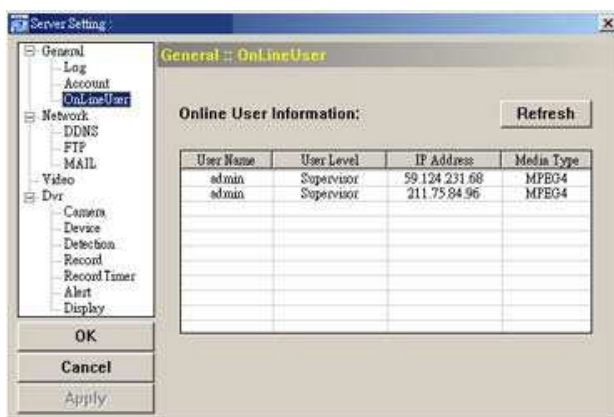 Server Setting :
General
Log
Account
OnLineUser
Network
DDNS
FTP
MAIL
Video
Dvr
Camera
Device
Detection
Record
Record Timer
Alert
Display
OK
Cancel
Apply
General :: OnLineUser
Online User Information:
Refresh
User Name User Level IP Address Media Type
admin Supervisor 59.124.231.68 MPEG4
admin Supervisor 211.75.84.96 MPEG4